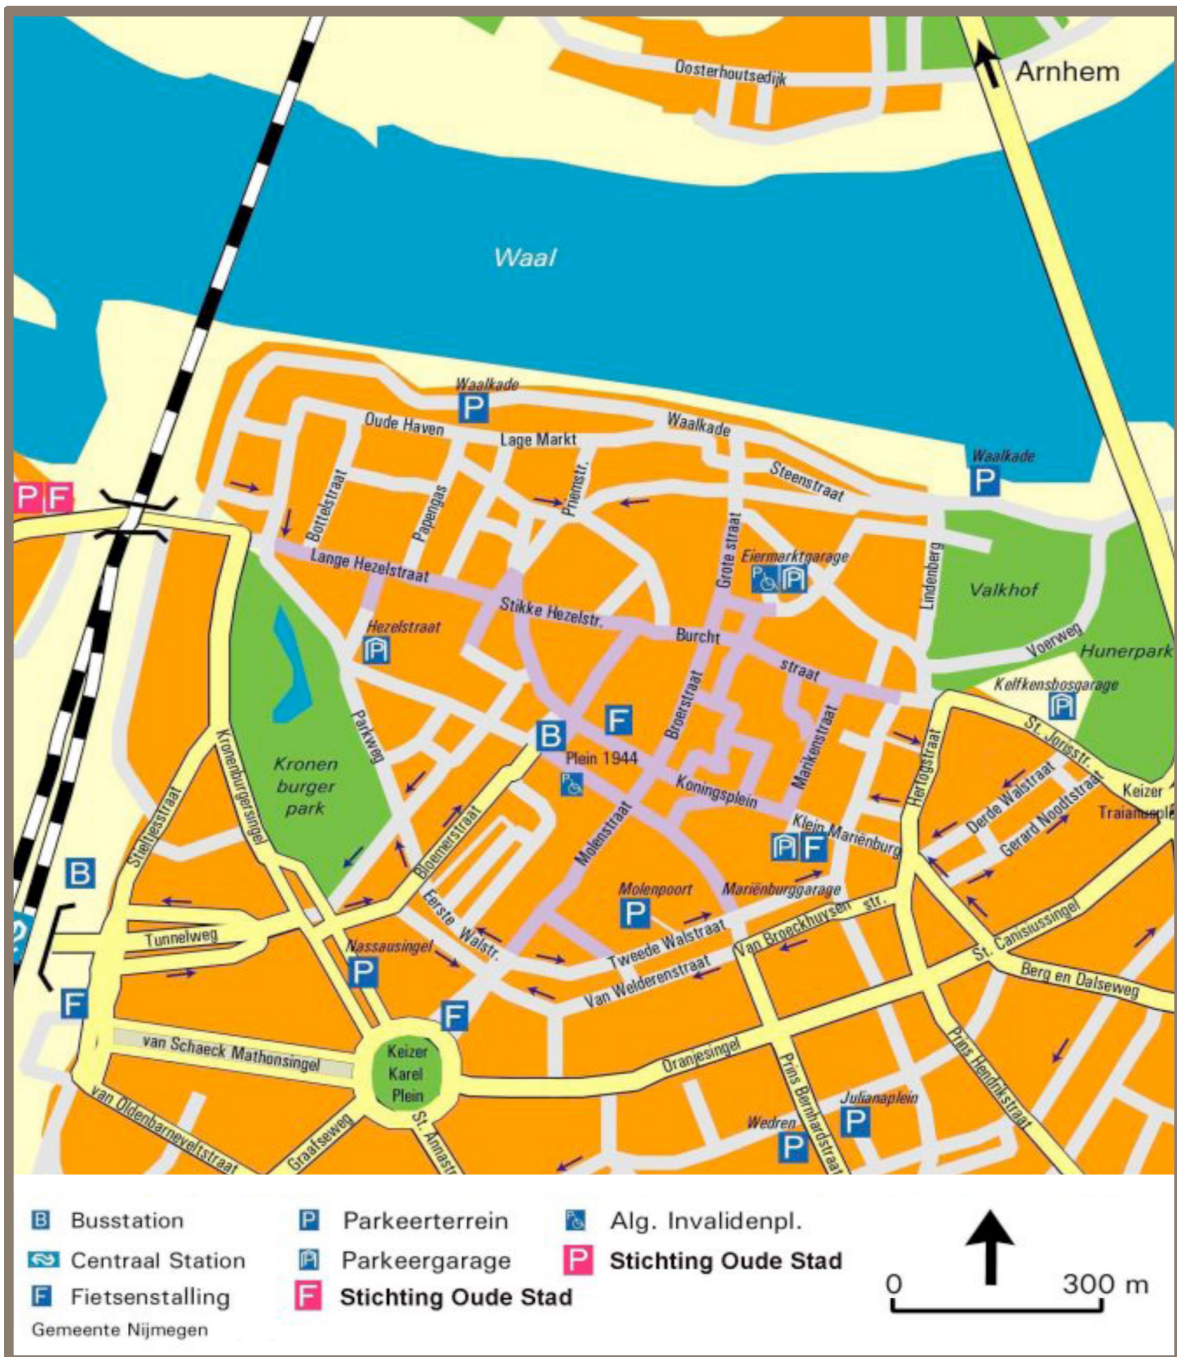 Oosterhoutsedijk
Arnhem
Waal
Waalkade
P
Oude Haven
Lage Markt
Waalkade
Waalkade
P
Steenstraat
P F
Bottelstraat
Papengas
Priemstr.
Grote straat
Eiermarktgarage
P P
Lindenberg
Valkhof
Lange Hezelstraat
Stikke Hezelstr.
Burcht
straat
Voerweg
Hunerpark
Hezelstraat
P
Kelfkensbosgarage
P
Broerstraat
Parkweg
B
F
Plein 1944
P
Marikenstraat
Hertogstraat
St. Jorisstr.
Kronenburgersingel
Kronen
burger
park
Stieltjesstraat
Koningsplein
Derde Walstraat
Gerard Noodtstraat
Keizer
Traianusple
Bloemerstraat
Molenstraat
Klein Mariënburg
P F
B
Molenpoort
P
Mariënburggarage
Eerste Walstr.
Tunnelweg
Nassausingel
P
Tweede Walstraat
Van Broeckhuysen str.
St. Canisiussingel
Van Welderenstraat
Berg en Dalseweg
F
F
van Schaeck Mathonsingel
Keizer
Karel
Plein
Oranjesingel
Prins Bernhardstraat
Prins Hendrikstraat
van Oldenbarneveltstraat
Graafseweg
St. Annastr
Wedren
P
Julianaplein
P
B Busstation
P Parkeerterrein
P Alg. Invalidenpl.
Centraal Station
P Parkeergarage
P Stichting Oude Stad
F Fietsenstalling
F Stichting Oude Stad
0 300 m
Gemeente Nijmegen